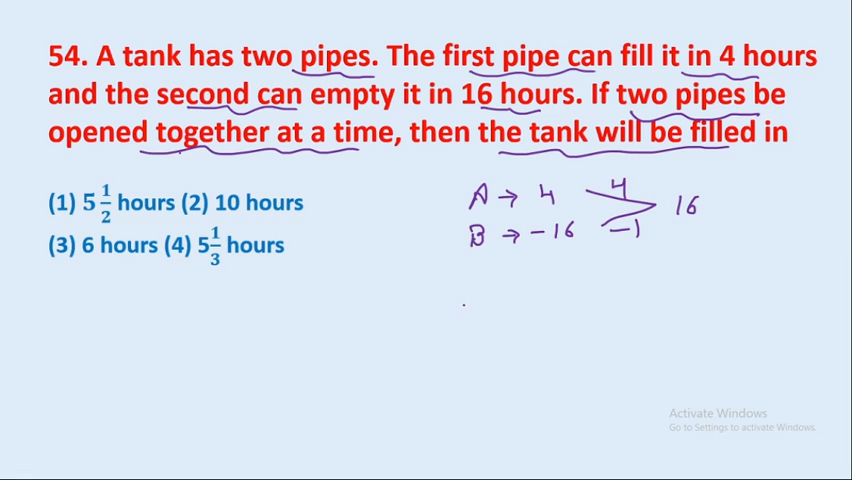 54. A tank has two pipes. The first pipe can fill it in 4 hours
and the second can empty it in 16 hours. If two pipes be
opened together at a time, then the tank will be filled in
(1) 5 1/2 hours (2) 10 hours
(3) 6 hours (4) 5 1/3 hours
A → 4 4 16
B → -16 -1
Activate Windows
Go to Settings to activate Windows.